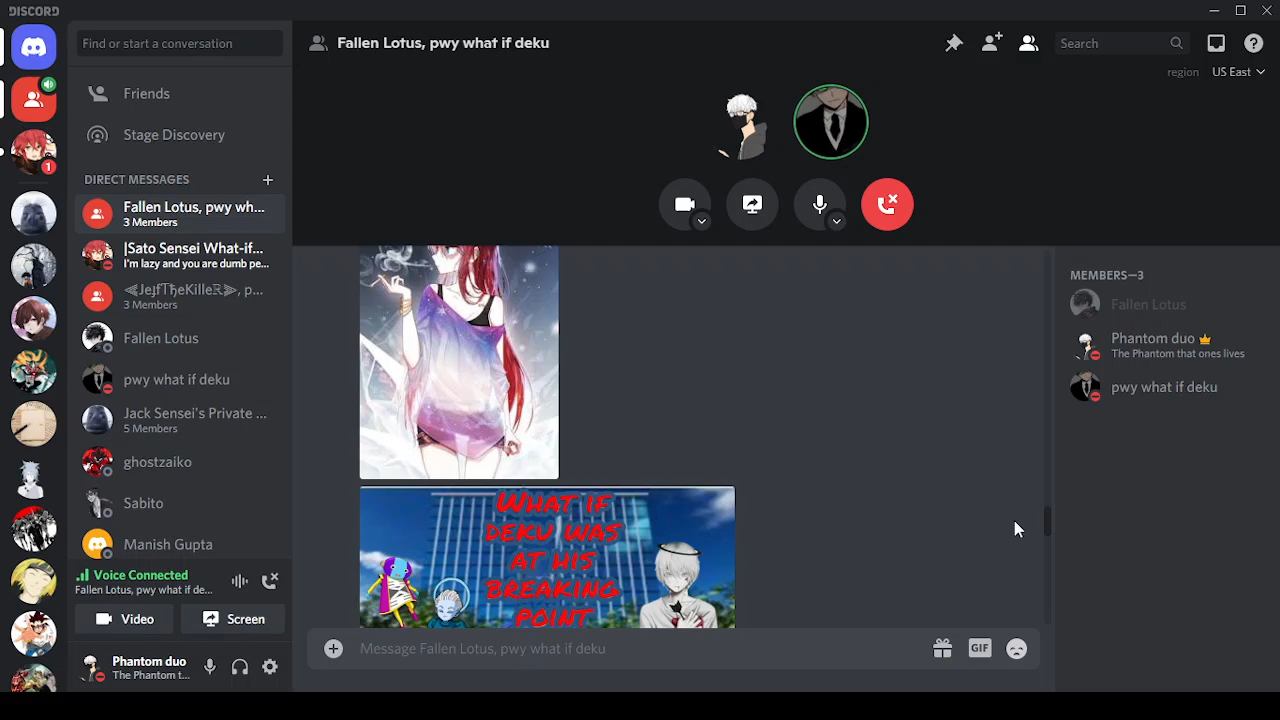 DISCORD
Find or start a conversation
Fallen Lotus, pwy what if deku
Search
region
US East
Friends
Stage Discovery
DIRECT MESSAGES
Fallen Lotus, pwy wh...
3 Members
|Sato Sensei What-if...
I'm lazy and you are dumb pe...
1
⋞JeʄfTђeKilleℜ⋟, p...
3 Members
Fallen Lotus
pwy what if deku
Jack Sensei's Private ...
5 Members
ghostzaiko
Sabito
Manish Gupta
Voice Connected
Fallen Lotus, pwy what if de...
Video
Screen
Phantom duo
The Phantom t...
WHAT IF
DEKU WAS
AT HIS
BREAKING
POINT
Message Fallen Lotus, pwy what if deku
GIF
MEMBERS—3
Fallen Lotus
Phantom duo
The Phantom that ones lives
pwy what if deku